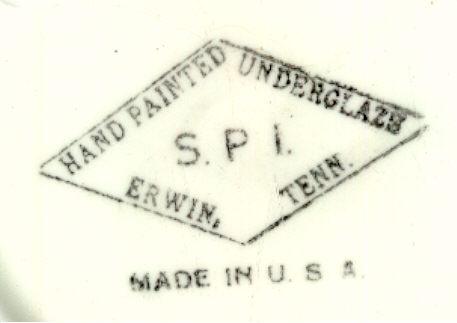 HAND PAINTED
UNDERGLAZE
S. P I.
ERWIN,
TENN.
MADE IN U. S A.